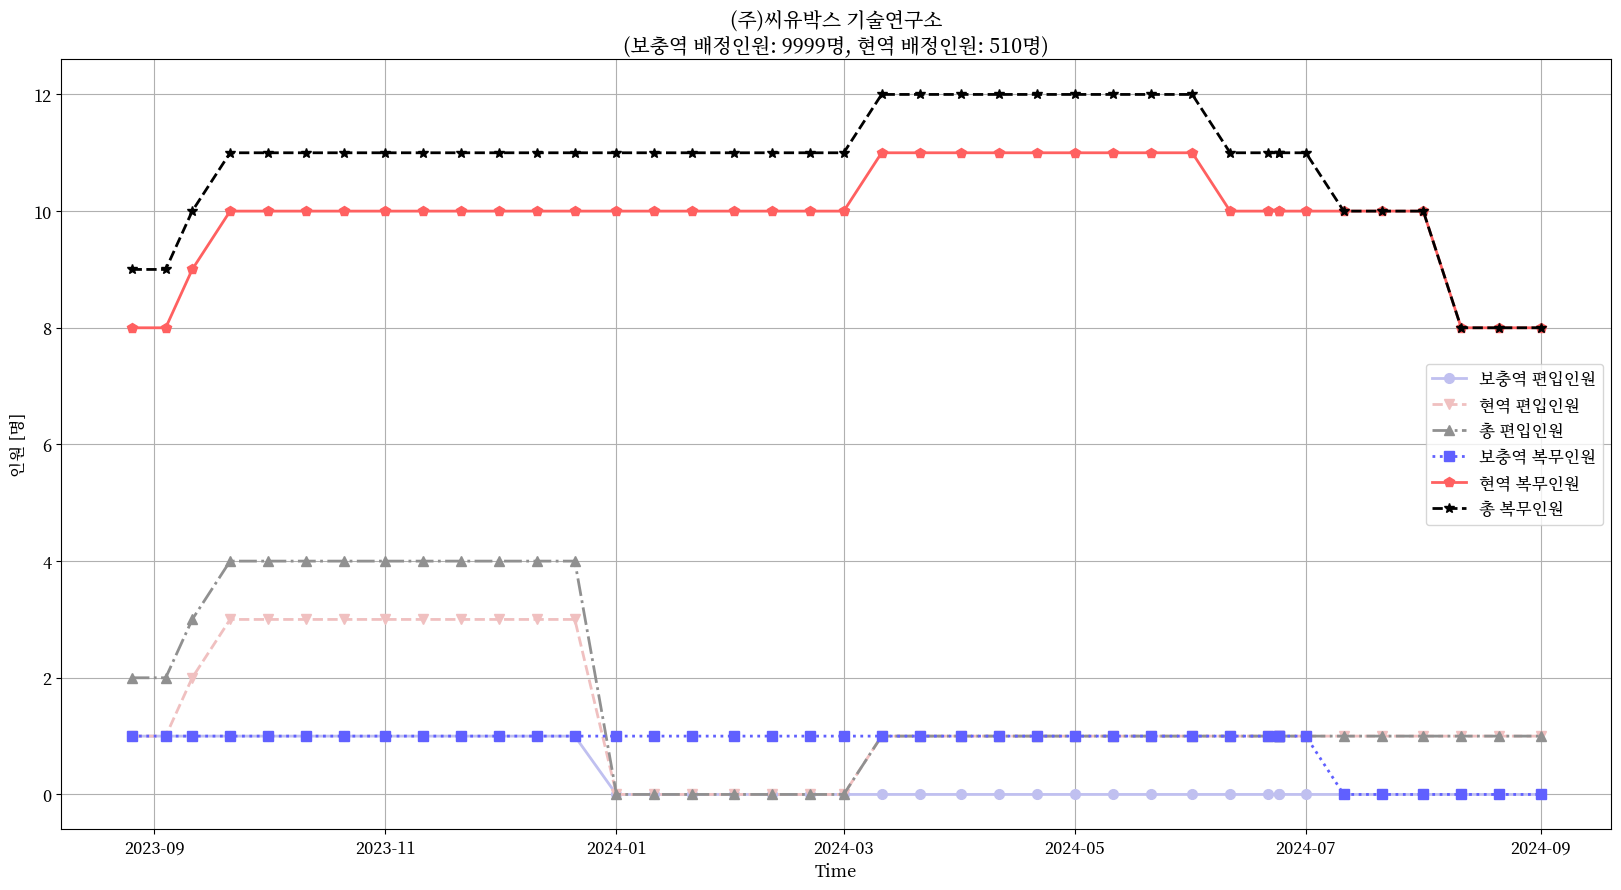 (주)씨유박스 기술연구소
(보충역 배정인원: 9999명, 현역 배정인원: 510명)
12
10
8
6
4
2
0
인원 [명]
보충역 편입인원
현역 편입인원
총 편입인원
보충역 복무인원
현역 복무인원
총 복무인원
2023-09
2023-11
2024-01
2024-03
2024-05
2024-07
2024-09
Time